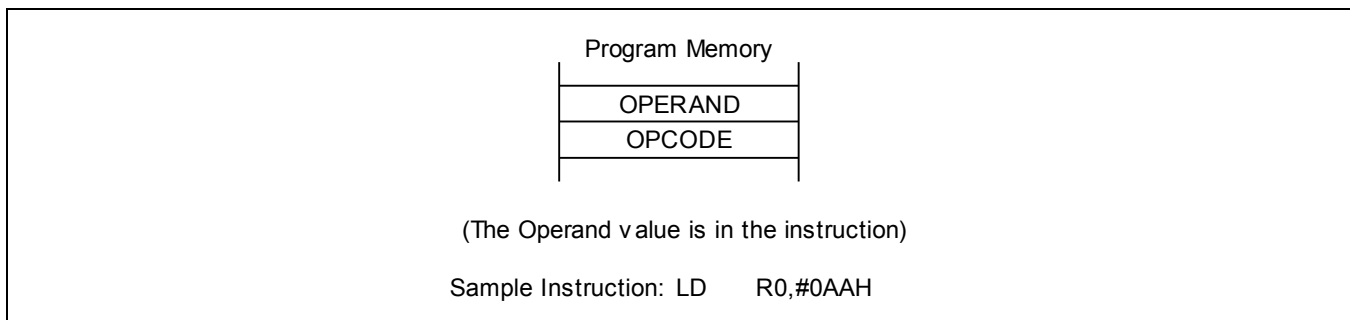 Program Memory
OPERAND
OPCODE
(The Operand value is in the instruction)
Sample Instruction: LD R0,#0AAH